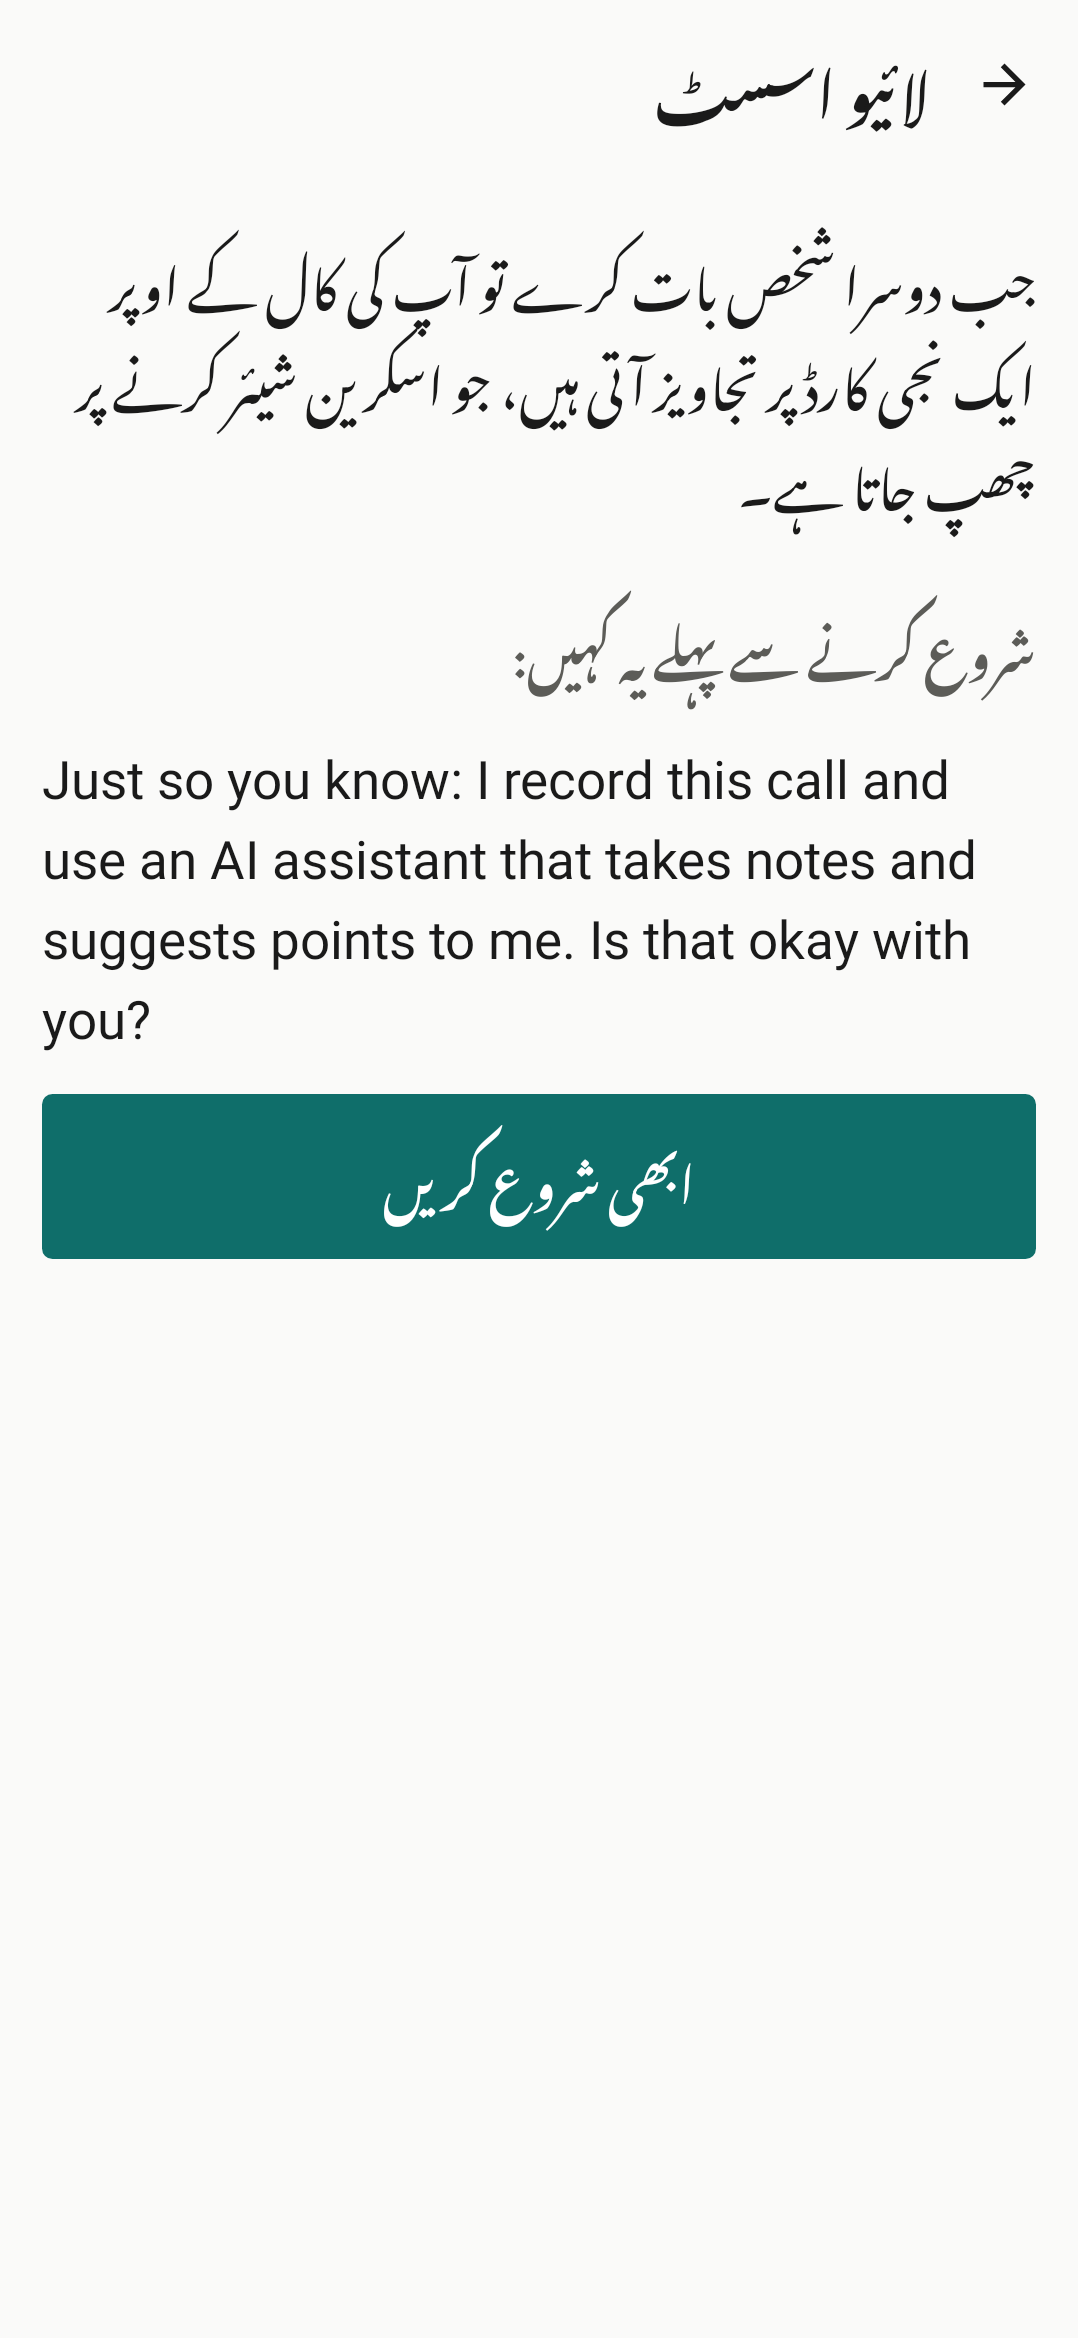 لائیو اسسٹ
جب دوسرا شخص بات کرے تو آپ کی کال کے اوپر
ایک نجی کارڈ پر تجاویز آتی ہیں، جو اسکرین شیئر کرنے پر
چھپ جاتا ہے۔
شروع کرنے سے پہلے یہ کہیں:
Just so you know: I record this call and
use an AI assistant that takes notes and
suggests points to me. Is that okay with
you?
ابھی شروع کریں